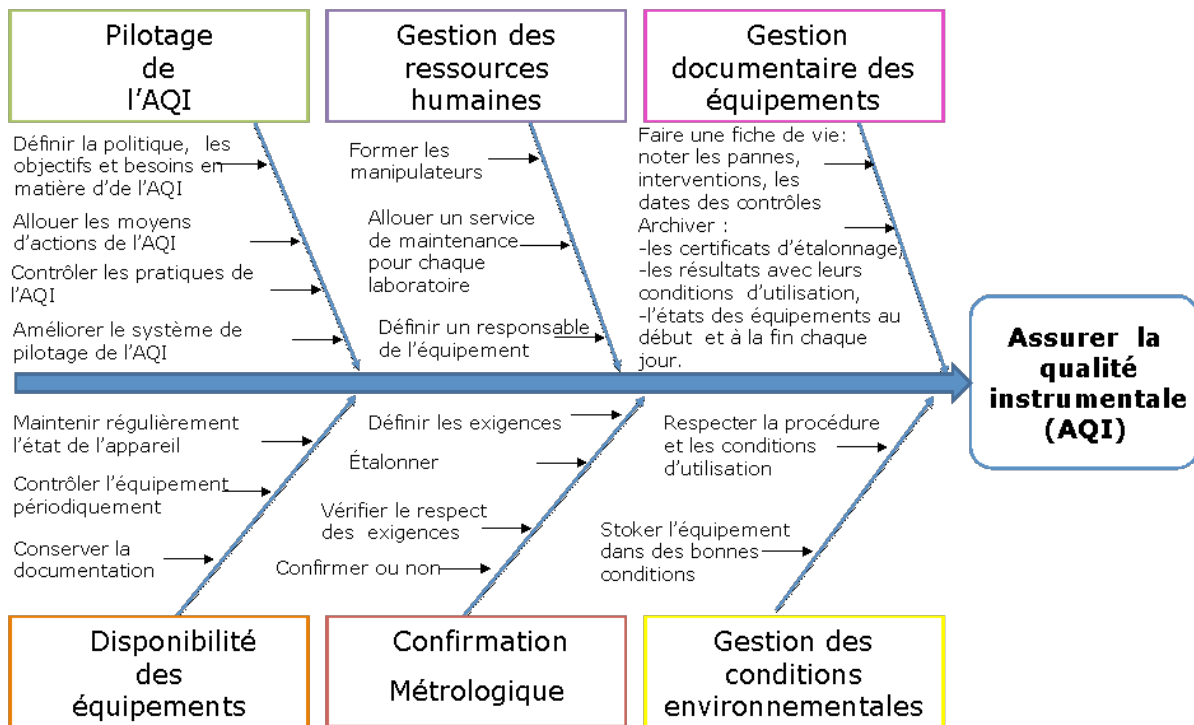 Pilotage
de
l'AQI
Gestion des
ressources
humaines
Gestion
documentaire des
équipements
Définir la politique, les
objectifs et besoins en
matière d'de l'AQI
Allouer les moyens
d'actions de l'AQI
Contrôler les pratiques de
l'AQI
Améliorer le système de
pilotage de l'AQI
Former les
manipulateurs
Allouer un service
de maintenance
pour chaque
laboratoire
Définir un responsable
de l'équipement
Faire une fiche de vie:
noter les pannes,
interventions, les
dates des contrôles
Archiver :
-les certificats d'étalonnage,
-les résultats avec leurs
conditions d'utilisation,
-l'états des équipements au
début et à la fin chaque
jour.
Assurer la
qualité
instrumentale
(AQI)
Maintenir régulièrement
l'état de l'appareil
Contrôler l'équipement
périodiquement
Conserver la
documentation
Définir les exigences
Étalonner
Vérifier le respect
des exigences
Confirmer ou non
Respecter la procédure
et les conditions
d'utilisation
Stoker l'équipement
dans des bonnes
conditions
Disponibilité
des
équipements
Confirmation
Métrologique
Gestion des
conditions
environnementales